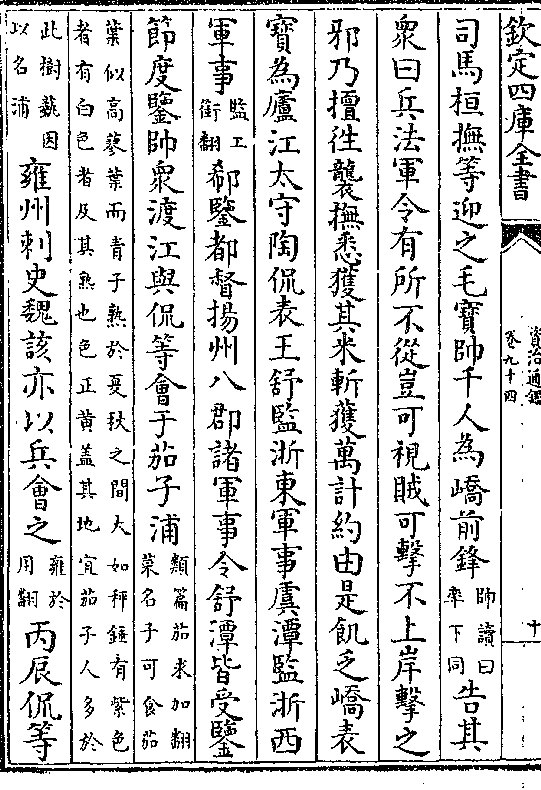 欽定四庫全書
資治通鑑
卷九十四
十
司馬桓撫等迎之毛寶帥千人為嶠前鋒
帥讀曰
率下同
告其
衆曰兵法軍令有所不從豈可視賊可擊不上岸擊之
邪乃擅徃襲撫悉獲其米斬獲萬計約由是飢乏嶠表
寶為廬江太守陶侃表王舒監浙東軍事虞潭監浙西
軍事
監工
銜翻
郗鑒都督揚州八郡諸軍事令舒潭皆受鑒
節度鑒帥衆渡江與侃等會于茄子浦
類篇茄求加翻
菜名子可食茄
葉似高蓼葉而青子熟於夏秋之間大如秤錘有紫色
者有白色者及其熟也色正黄蓋其地宜茄子人多於
此樹蓺因
以名浦
雍州刺史魏該亦以兵會之
雍於
用翻
丙辰侃等